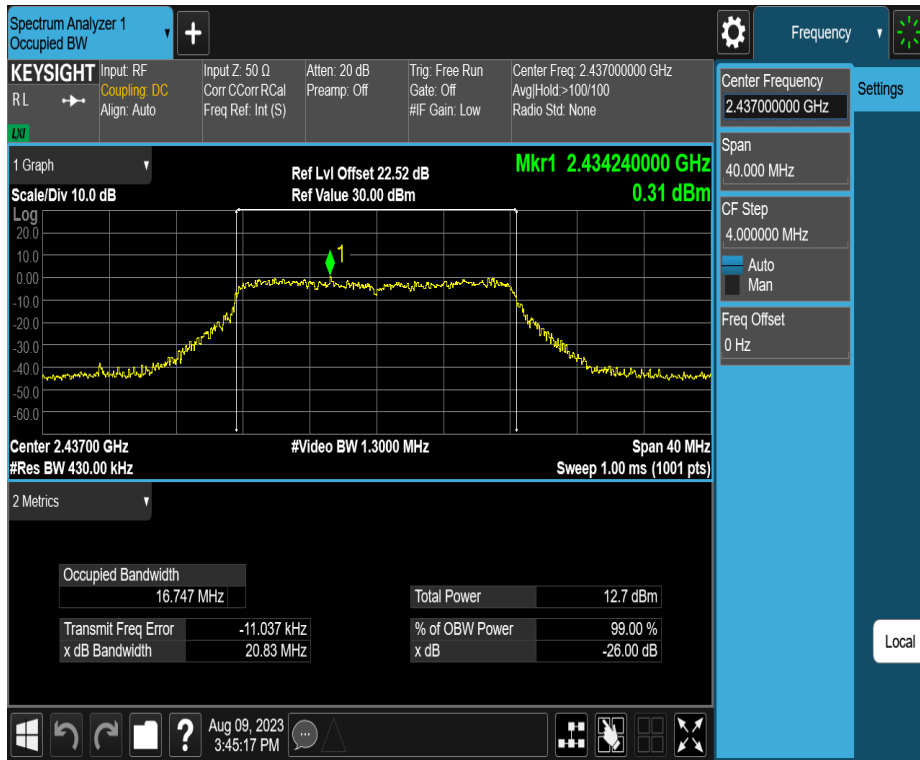 Spectrum Analyzer 1
Occupied BW
+
Frequency
KEYSIGHT
R L
LXI
Input: RF
Coupling: DC
Align: Auto
Input Z: 50 Ω
Corr CCorr RCal
Freq Ref: Int (S)
Atten: 20 dB
Preamp: Off
Trig: Free Run
Gate: Off
#IF Gain: Low
Center Freq: 2.437000000 GHz
Avg|Hold:>100/100
Radio Std: None
Center Frequency
2.437000000 GHz
Settings
Span
40.000 MHz
CF Step
4.000000 MHz
Auto
Man
Freq Offset
0 Hz
Local
1 Graph
Scale/Div 10.0 dB
Ref Lvl Offset 22.52 dB
Ref Value 30.00 dBm
Mkr1 2.434240000 GHz
0.31 dBm
Log
20.0
10.0
0.00
-10.0
-20.0
-30.0
-40.0
-50.0
-60.0
1
Center 2.43700 GHz
#Res BW 430.00 kHz
#Video BW 1.3000 MHz
Span 40 MHz
Sweep 1.00 ms (1001 pts)
2 Metrics
Occupied Bandwidth
16.747 MHz
Total Power 12.7 dBm
Transmit Freq Error -11.037 kHz
% of OBW Power 99.00 %
x dB Bandwidth 20.83 MHz
x dB -26.00 dB
?
Aug 09, 2023
3:45:17 PM